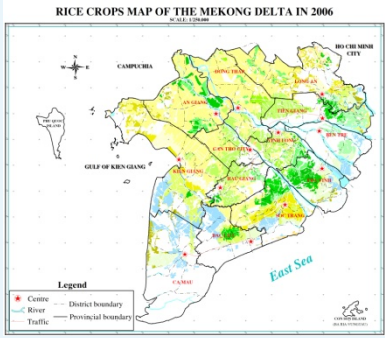 RICE CROPS MAP OF THE MEKONG DELTA IN 2006
SCALE: 1/250.000
HO CHI MINH
CITY
N
W
E
S
CAMPUCHIA
DONG THAP
LONG AN
AN GIANG
TIEN GIANG
PHU QUOC
ISLAND
BEN TRE
VINH LONG
CAN THO CITY
GULF OF KIEN GIANG
KIEN GIANG
HAU GIANG
TRA VINH
SOC TRANG
BAC LIEU
East Sea
CA MAU
Legend
Centre
District boundary
River
Provincial boundary
Traffic
CON DAO ISLAND